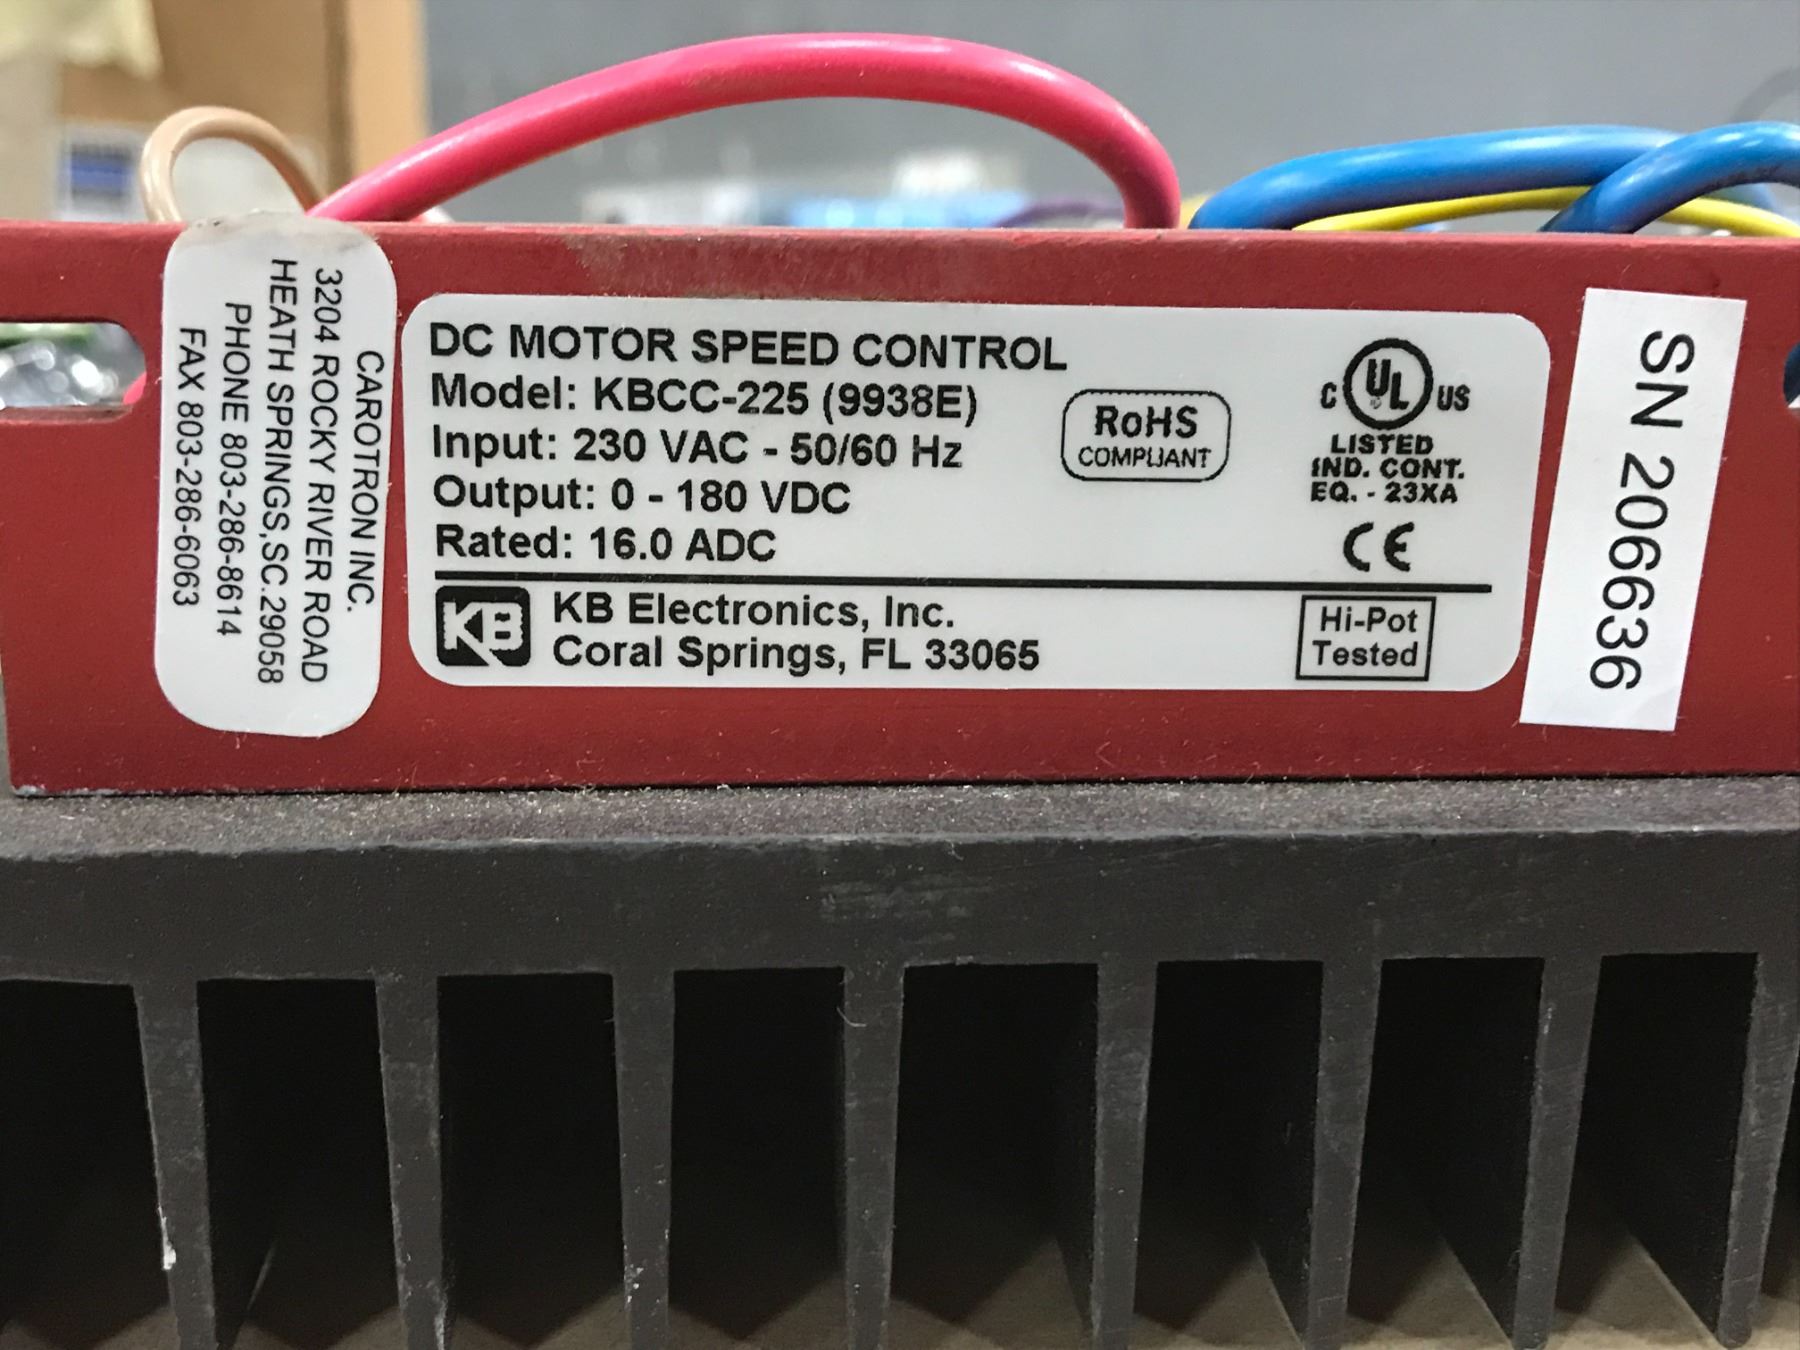 CAROTRON INC.
3204 ROCKY RIVER ROAD
HEATH SPRINGS,SC.29058
PHONE 803-286-8614
FAX 803-286-6063
DC MOTOR SPEED CONTROL
Model: KBCC-225 (9938E)
Input: 230 VAC - 50/60 Hz
Output: 0 - 180 VDC
Rated: 16.0 ADC
KB
KB Electronics, Inc.
Coral Springs, FL 33065
RoHS
COMPLIANT
C UL US
LISTED
IND. CONT.
EQ. - 23XA
CE
Hi-Pot
Tested
SN 206636